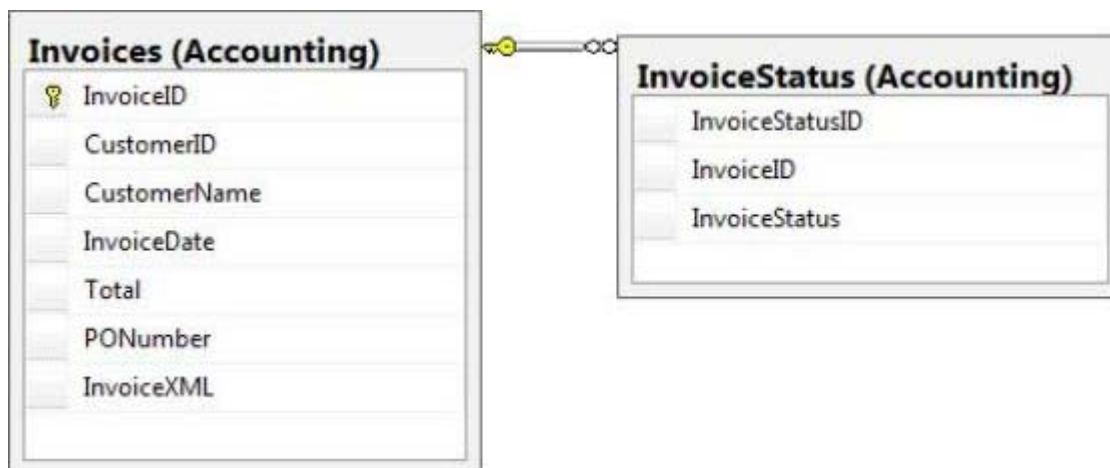 Invoices (Accounting)
InvoiceID
CustomerID
CustomerName
InvoiceDate
Total
PONumber
InvoiceXML
InvoiceStatus (Accounting)
InvoiceStatusID
InvoiceID
InvoiceStatus